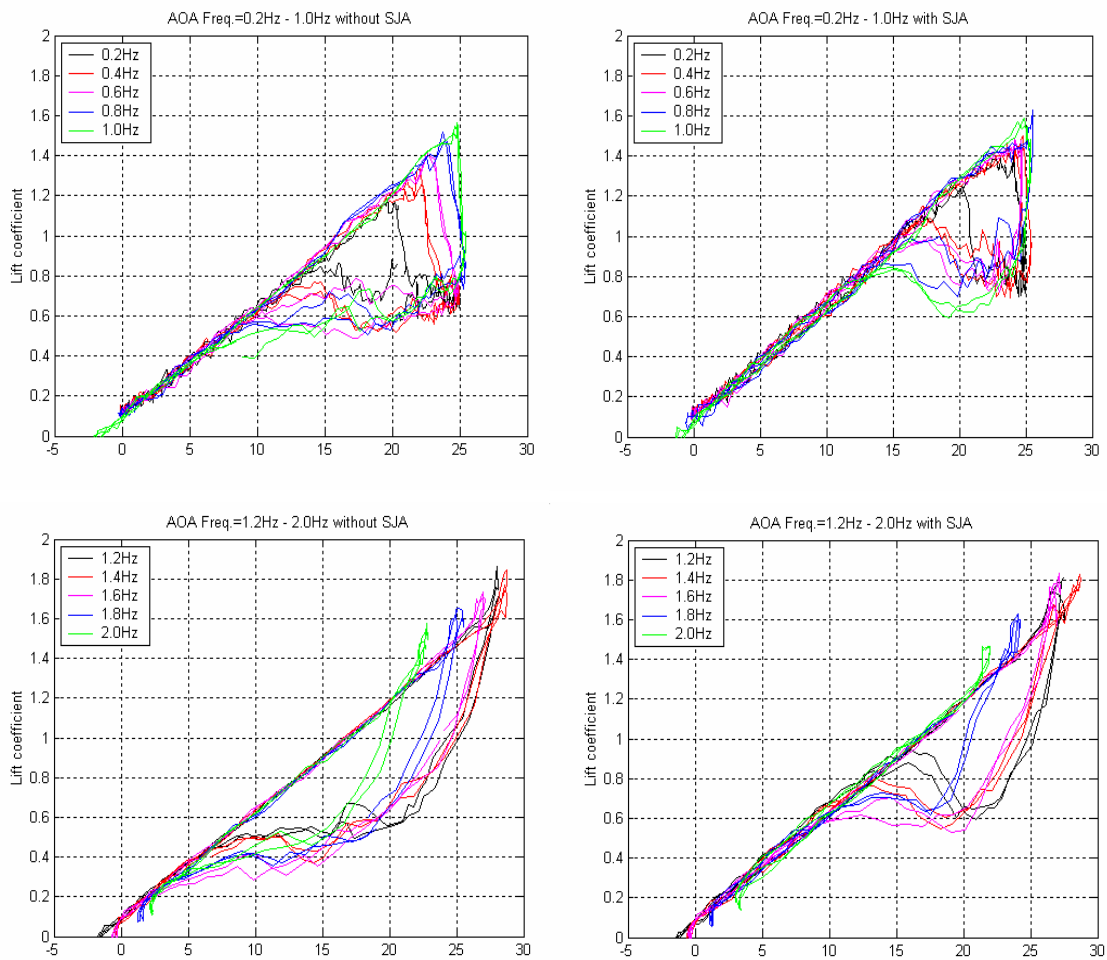 AOA Freq.=0.2Hz - 1.0Hz without SJA
2
1.8
1.6
1.4
1.2
1
0.8
0.6
0.4
0.2
0
Lift coefficient
0.2Hz
0.4Hz
0.6Hz
0.8Hz
1.0Hz
-5 0 5 10 15 20 25 30
AOA Freq.=0.2Hz - 1.0Hz with SJA
2
1.8
1.6
1.4
1.2
1
0.8
0.6
0.4
0.2
0
Lift coefficient
0.2Hz
0.4Hz
0.6Hz
0.8Hz
1.0Hz
-5 0 5 10 15 20 25 30
AOA Freq.=1.2Hz - 2.0Hz without SJA
2
1.8
1.6
1.4
1.2
1
0.8
0.6
0.4
0.2
0
Lift coefficient
1.2Hz
1.4Hz
1.6Hz
1.8Hz
2.0Hz
-5 0 5 10 15 20 25 30
AOA Freq.=1.2Hz - 2.0Hz with SJA
2
1.8
1.6
1.4
1.2
1
0.8
0.6
0.4
0.2
0
Lift coefficient
1.2Hz
1.4Hz
1.6Hz
1.8Hz
2.0Hz
-5 0 5 10 15 20 25 30